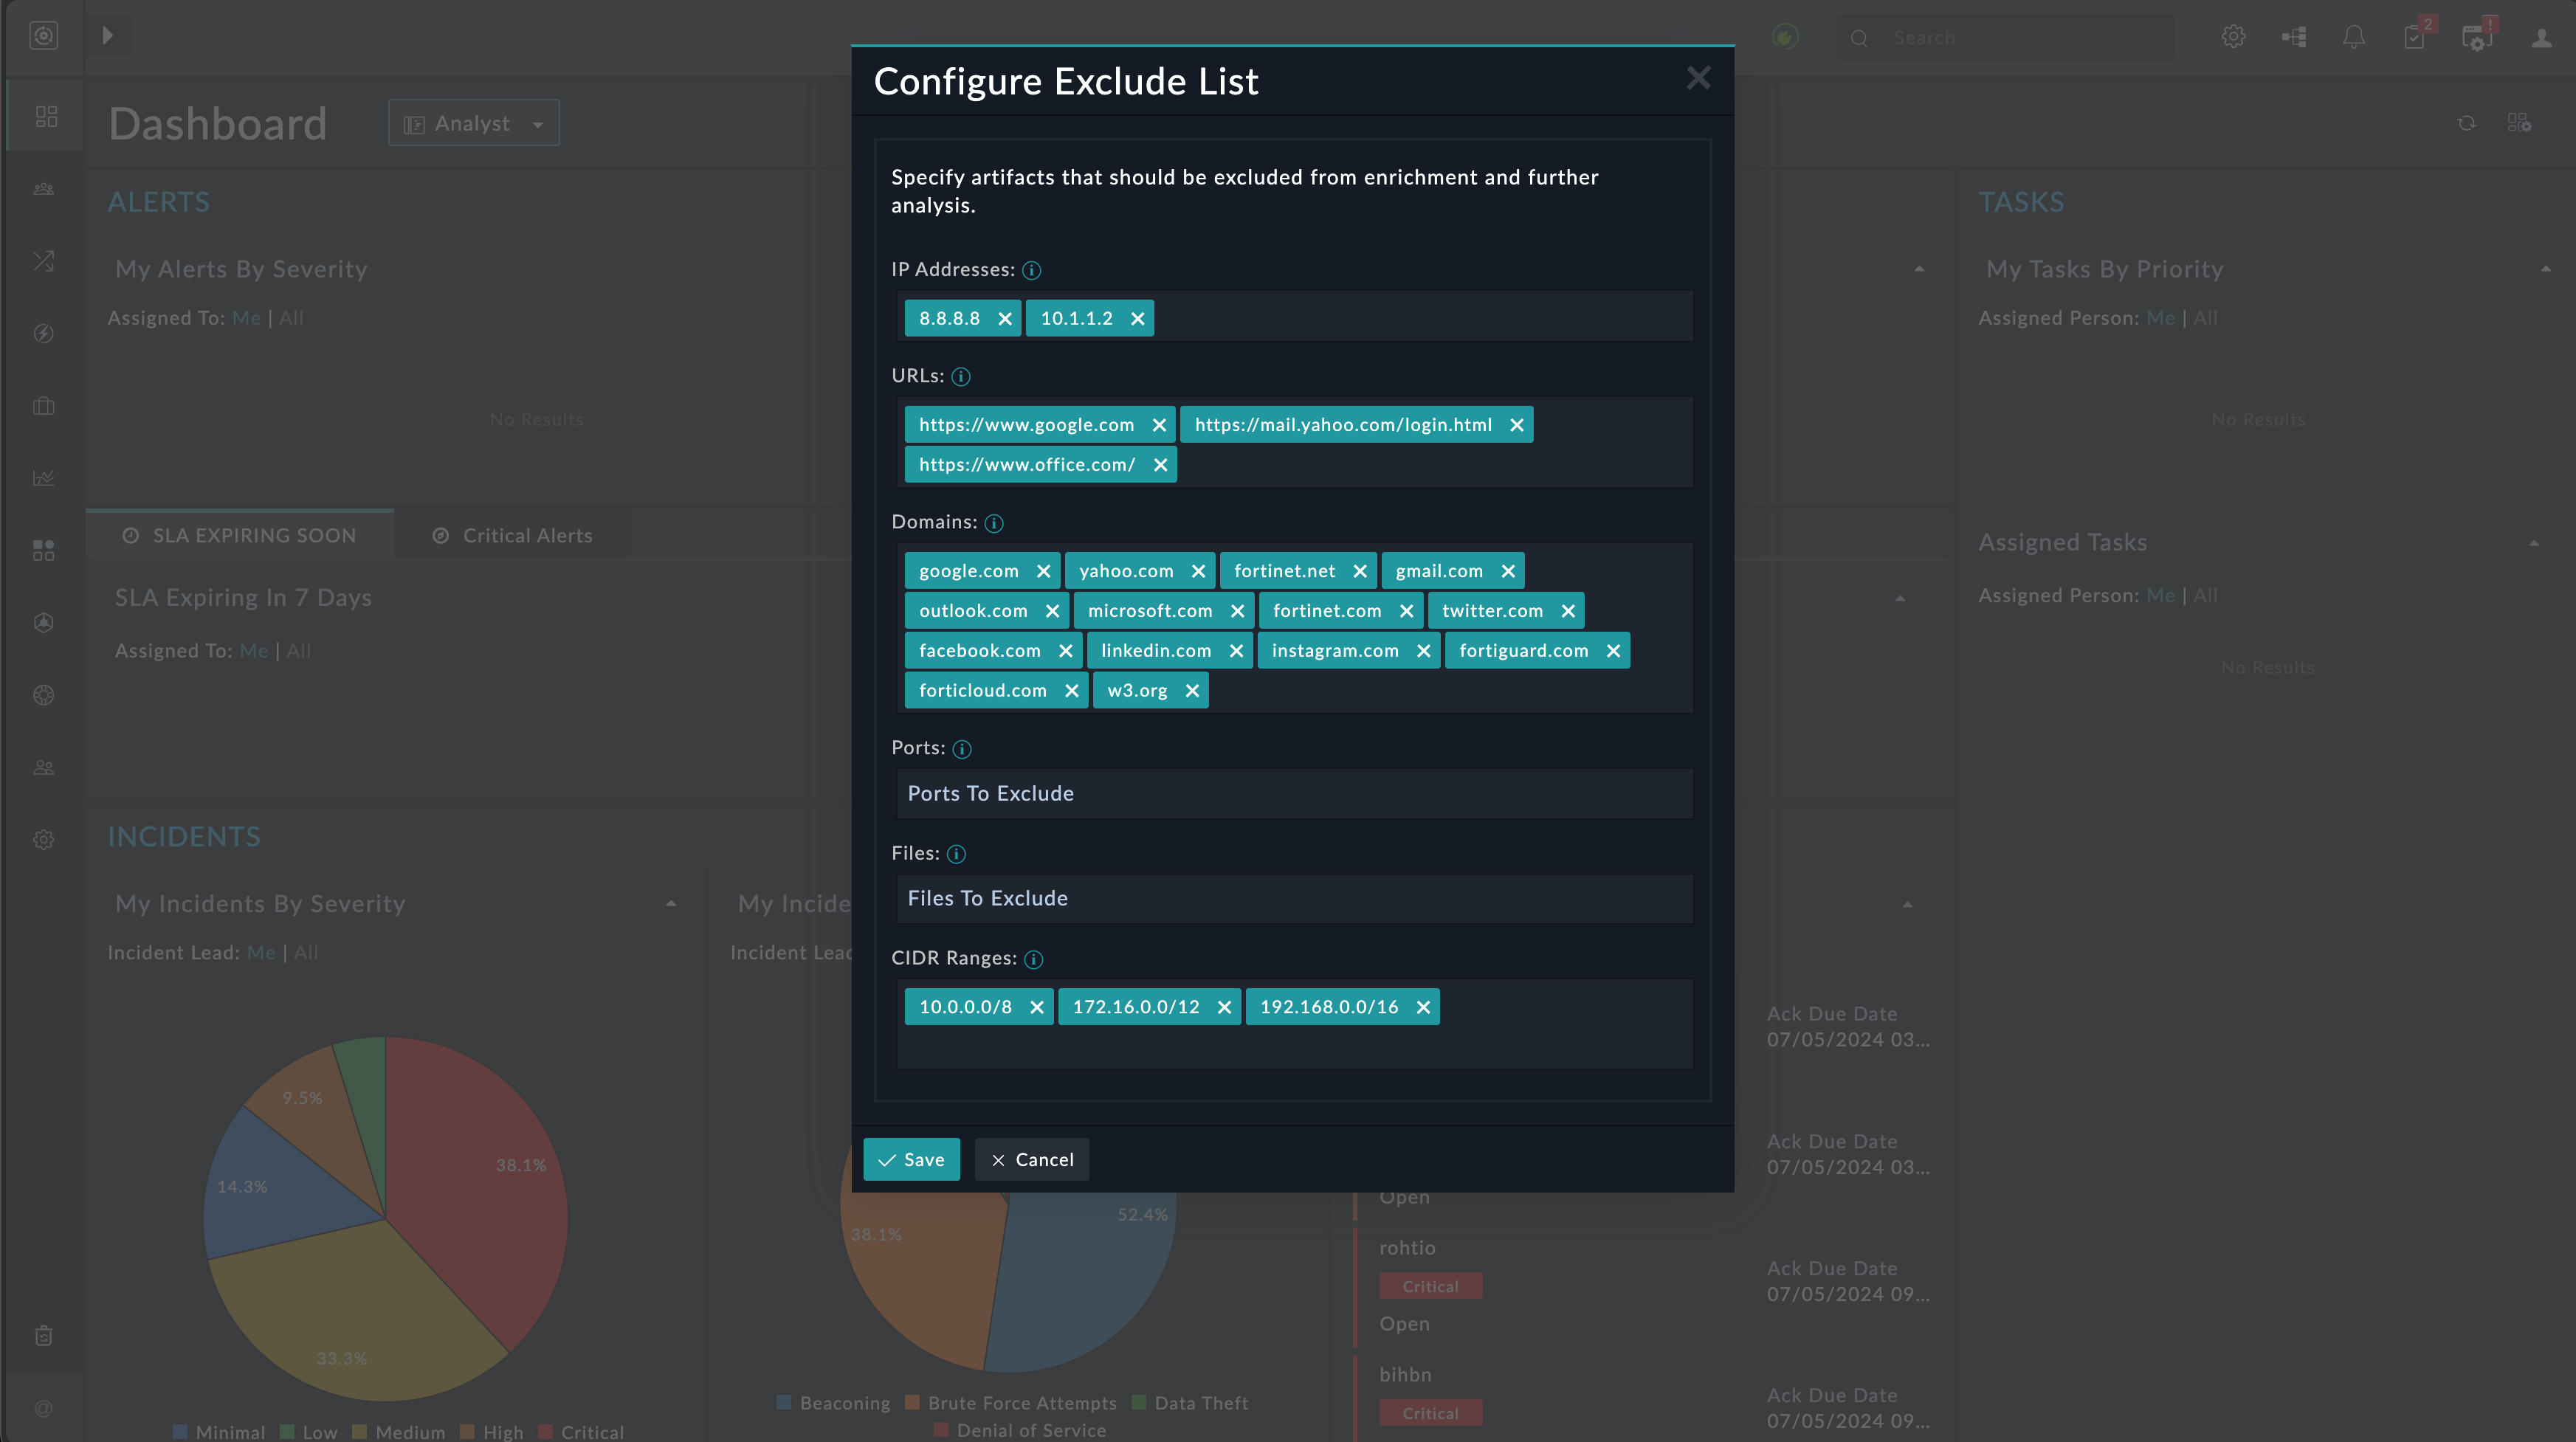 Search
2
!
Dashboard
Analyst
ALERTS
My Alerts By Severity
Assigned To: Me | All
No Results
SLA EXPIRING SOON
Critical Alerts
SLA Expiring In 7 Days
Assigned To: Me | All
INCIDENTS
My Incidents By Severity
Incident Lead: Me | All
9.5%
38.1%
14.3%
33.3%
Minimal Low Medium High Critical
My Incide
Incident Lead
52.4%
38.1%
Beaconing Brute Force Attempts Data Theft
Denial of Service
Configure Exclude List
Specify artifacts that should be excluded from enrichment and further
analysis.
IP Addresses:
8.8.8.8 10.1.1.2
URLs:
https://www.google.com https://mail.yahoo.com/login.html
https://www.office.com/
Domains:
google.com yahoo.com fortinet.net gmail.com
outlook.com microsoft.com fortinet.com twitter.com
facebook.com linkedin.com instagram.com fortiguard.com
forticloud.com w3.org
Ports:
Ports To Exclude
Files:
Files To Exclude
CIDR Ranges:
10.0.0.0/8 172.16.0.0/12 192.168.0.0/16
Save Cancel
Ack Due Date
07/05/2024 03...
Ack Due Date
07/05/2024 03...
Open
rohtio
Critical
Open
Ack Due Date
07/05/2024 09...
bihbn
Critical
Ack Due Date
07/05/2024 09...
TASKS
My Tasks By Priority
Assigned Person: Me | All
No Results
Assigned Tasks
Assigned Person: Me | All
No Results
@